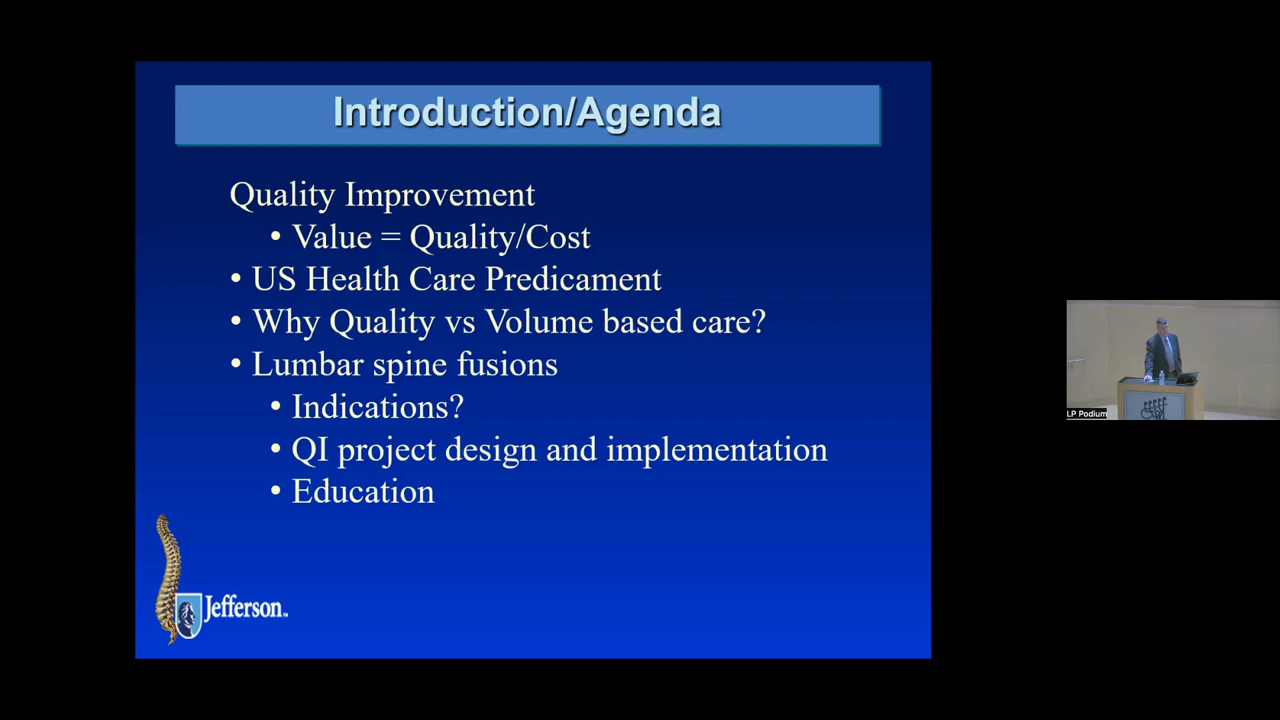 Introduction/Agenda
Quality Improvement
• Value = Quality/Cost
• US Health Care Predicament
• Why Quality vs Volume based care?
• Lumbar spine fusions
• Indications?
• QI project design and implementation
• Education
Jefferson™
LP Podium